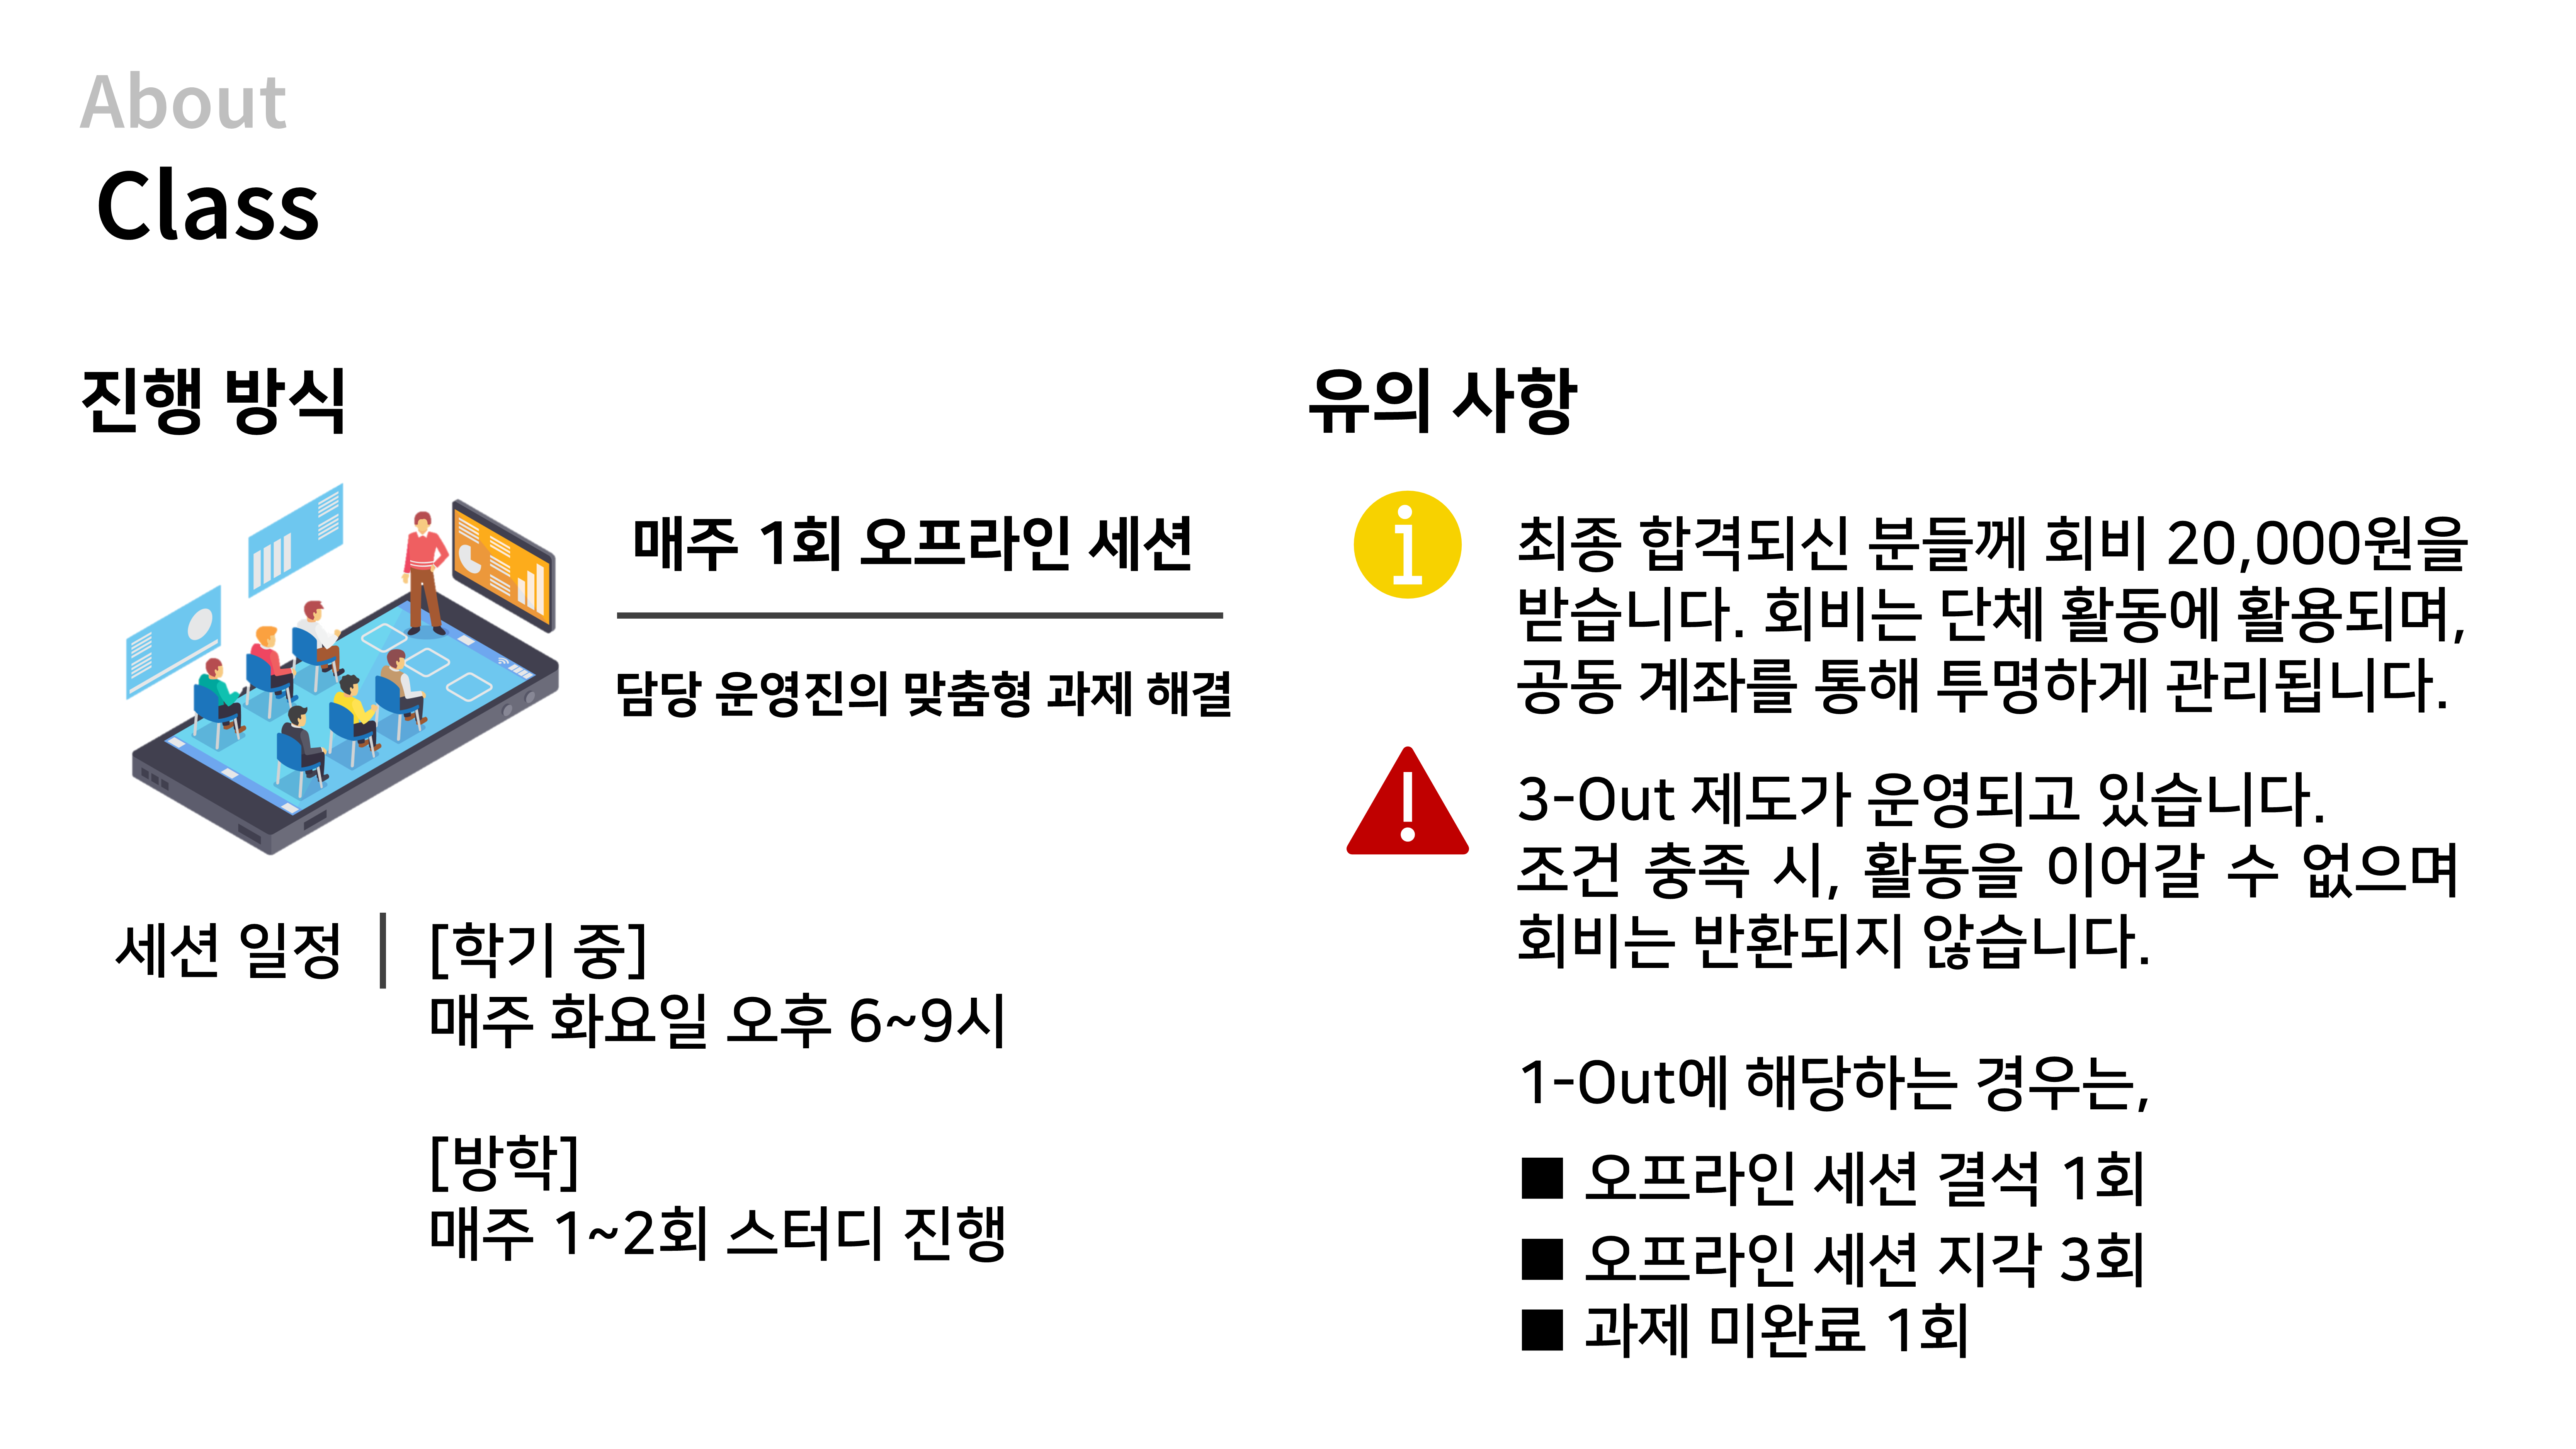 About
Class
진행 방식
매주 1회 오프라인 세션
담당 운영진의 맞춤형 과제 해결
세션 일정
[학기 중]
매주 화요일 오후 6~9시
[방학]
매주 1~2회 스터디 진행
유의 사항
최종 합격되신 분들께 회비 20,000원을
받습니다. 회비는 단체 활동에 활용되며,
공동 계좌를 통해 투명하게 관리됩니다.
3-Out 제도가 운영되고 있습니다.
조건 충족 시, 활동을 이어갈 수 없으며
회비는 반환되지 않습니다.
1-Out에 해당하는 경우는,
■ 오프라인 세션 결석 1회
■ 오프라인 세션 지각 3회
■ 과제 미완료 1회